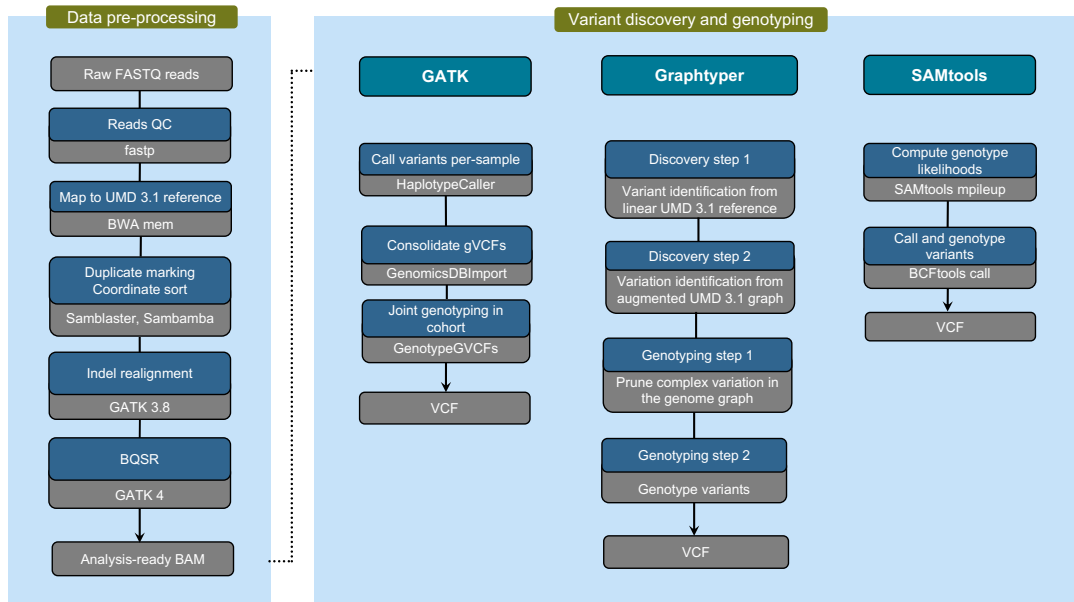 Data pre-processing
Raw FASTQ reads
Reads QC
fastp
Map to UMD 3.1 reference
BWA mem
Duplicate marking
Coordinate sort
Samblaster, Sambamba
Indel realignment
GATK 3.8
BQSR
GATK 4
Analysis-ready BAM
Variant discovery and genotyping
GATK
Call variants per-sample
HaplotypeCaller
Consolidate gVCFs
GenomicsDBImport
Joint genotyping in
cohort
GenotypeGVCFs
VCF
Graphtyper
Discovery step 1
Variant identification from
linear UMD 3.1 reference
Discovery step 2
Variation identification from
augmented UMD 3.1 graph
Genotyping step 1
Prune complex variation in
the genome graph
Genotyping step 2
Genotype variants
VCF
SAMtools
Compute genotype
likelihoods
SAMtools mpileup
Call and genotype
variants
BCFtools call
VCF